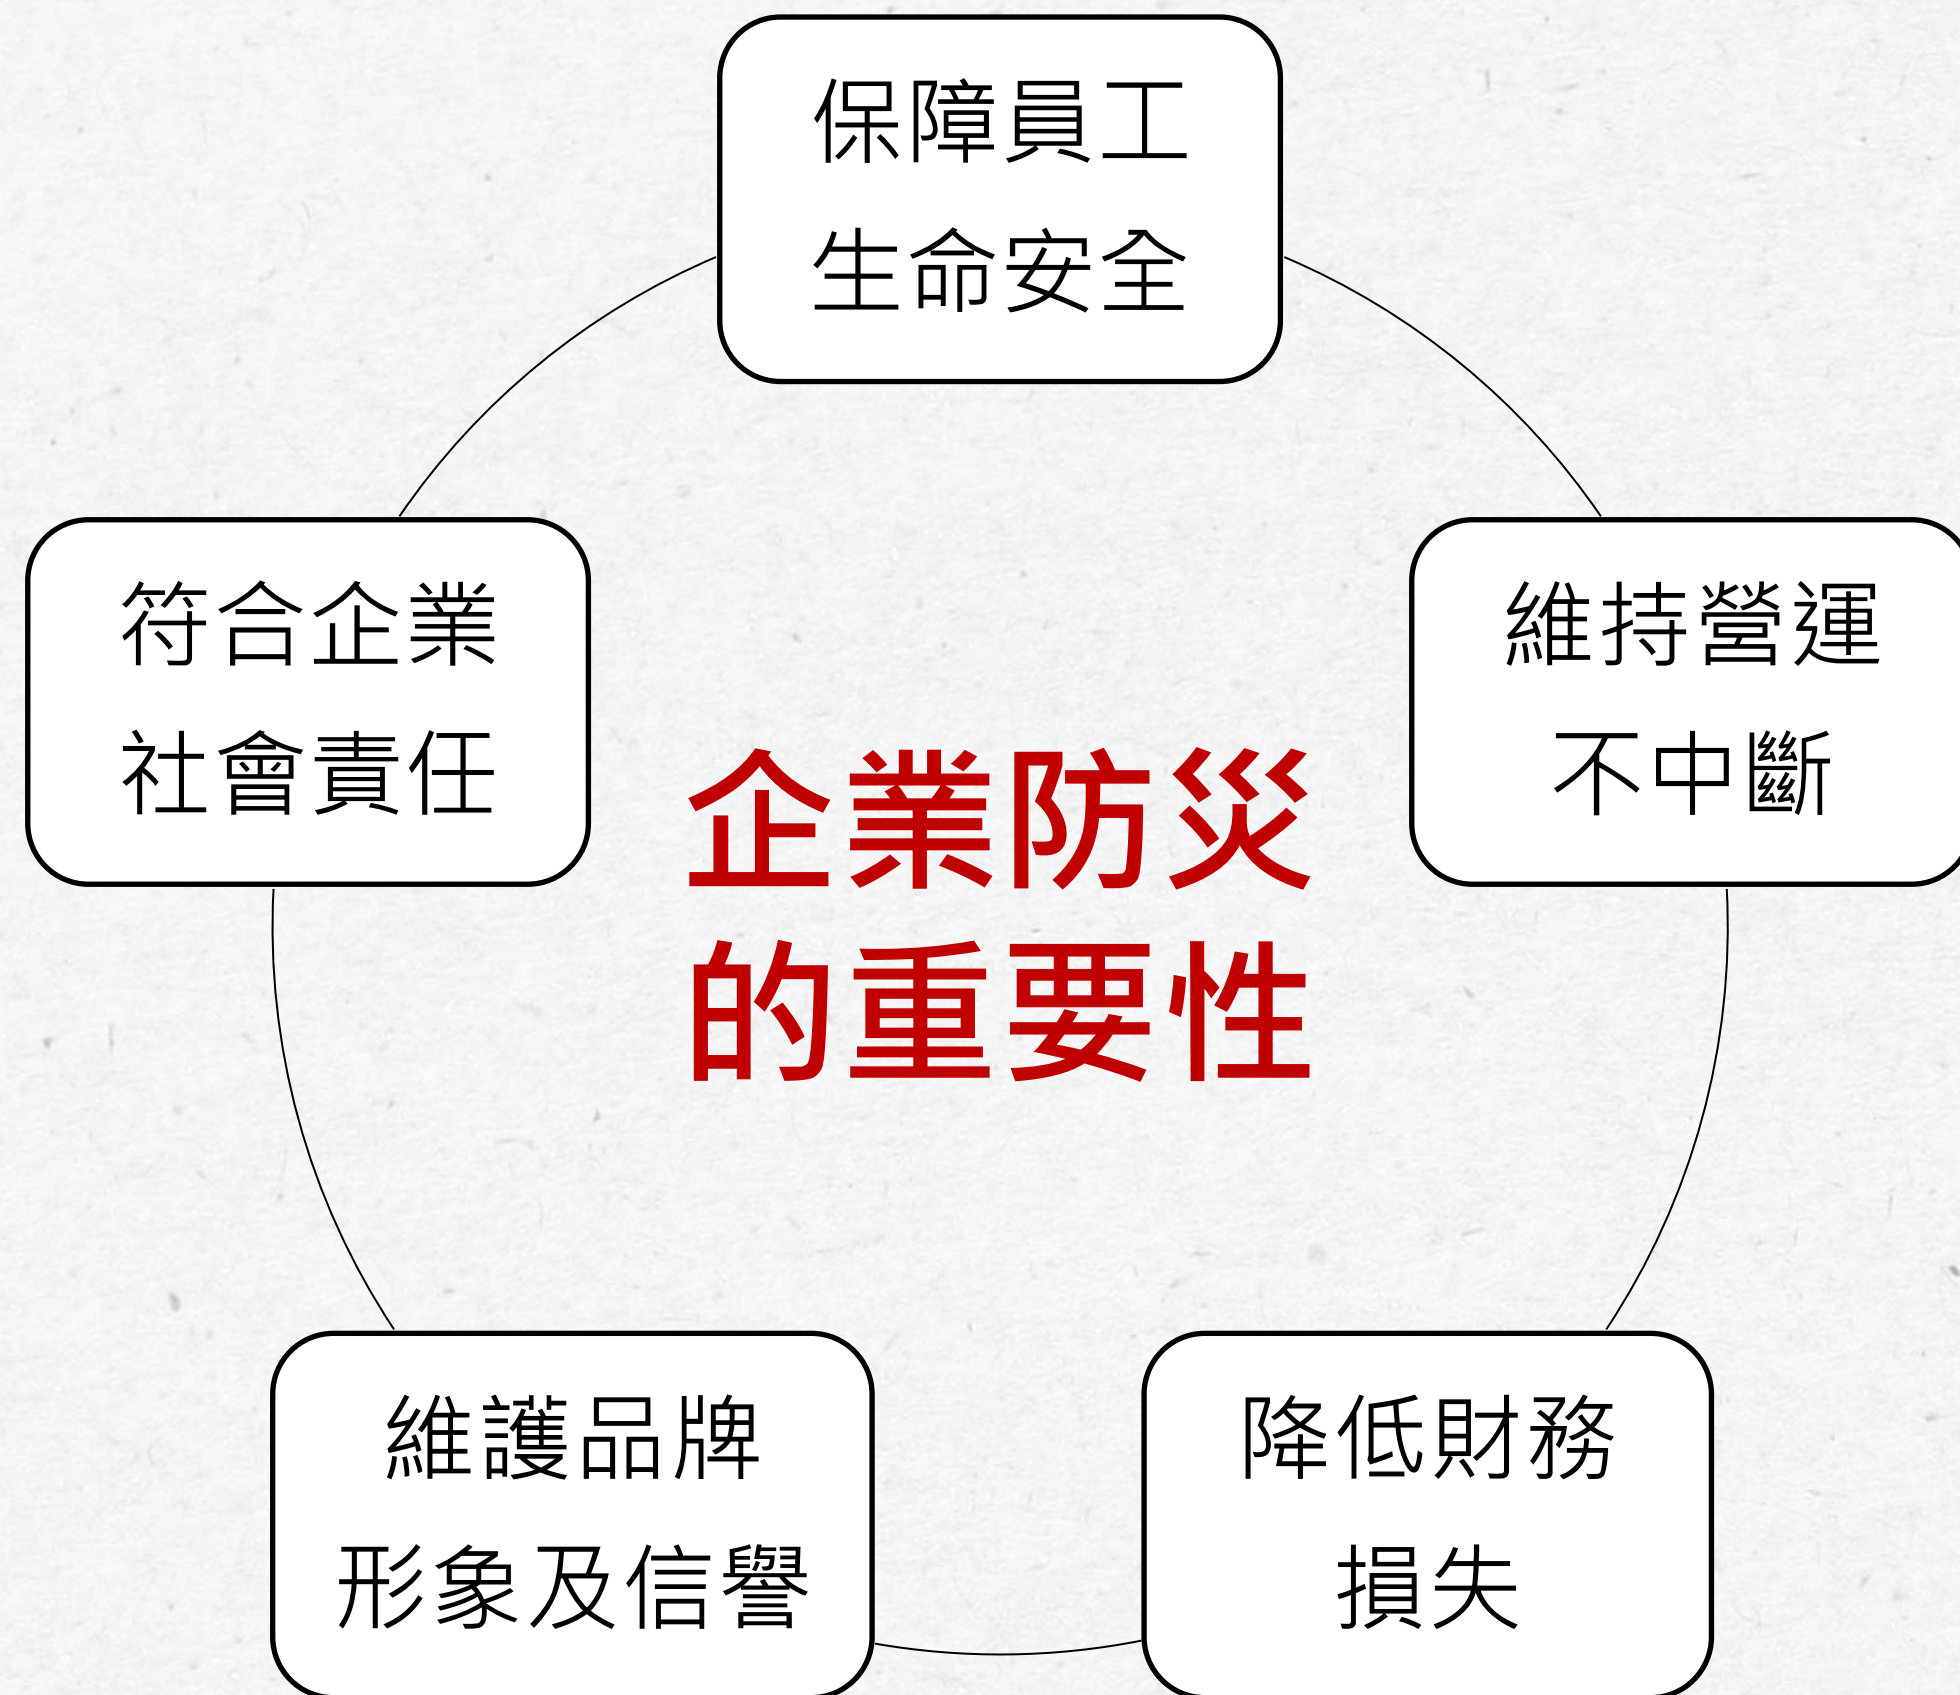 保障員工
生命安全
符合企業
社會責任
維持營運
不中斷
企業防災
的重要性
維護品牌
形象及信譽
降低財務
損失